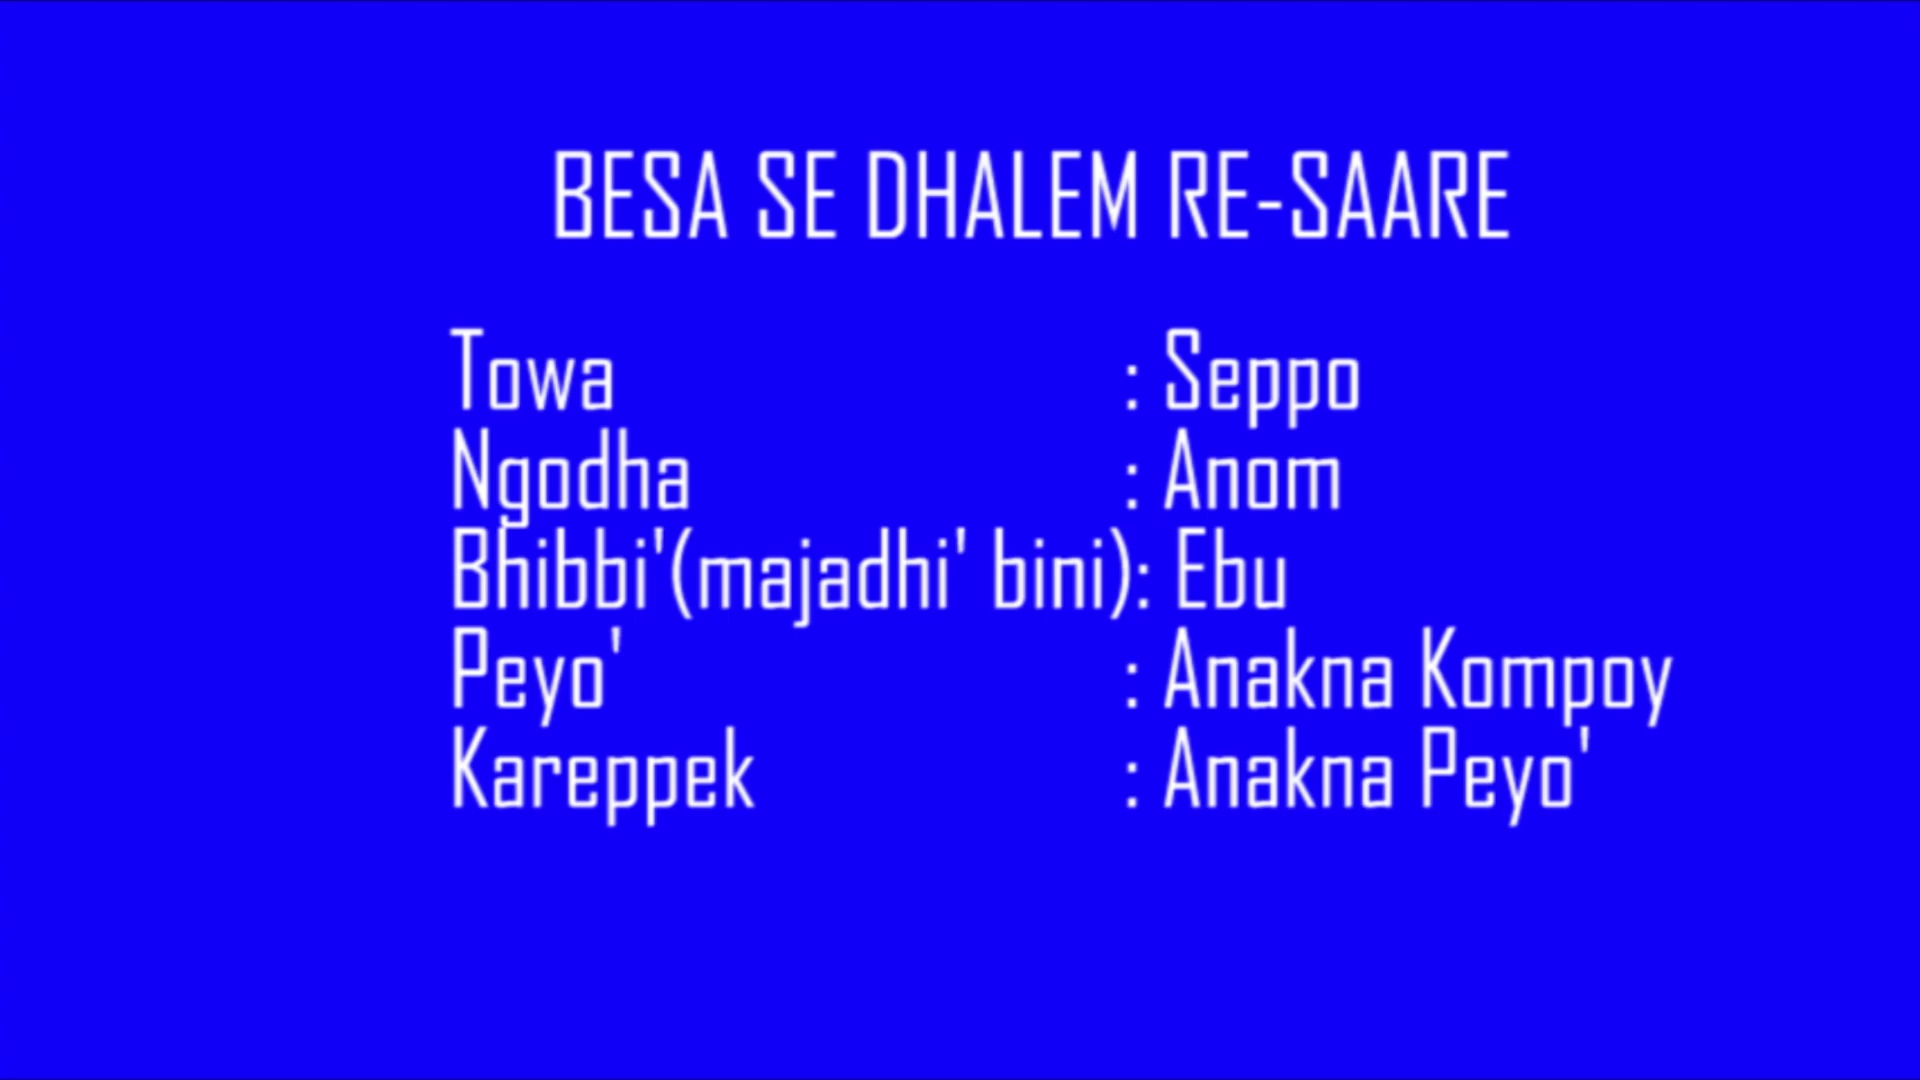 BESA SE DHALEM RE-SAARE
Towa : Seppo
Ngodha : Anom
Bhibbi'(majadhi' bini): Ebu
Peyo' : Anakna Kompoy
Kareppek : Anakna Peyo'